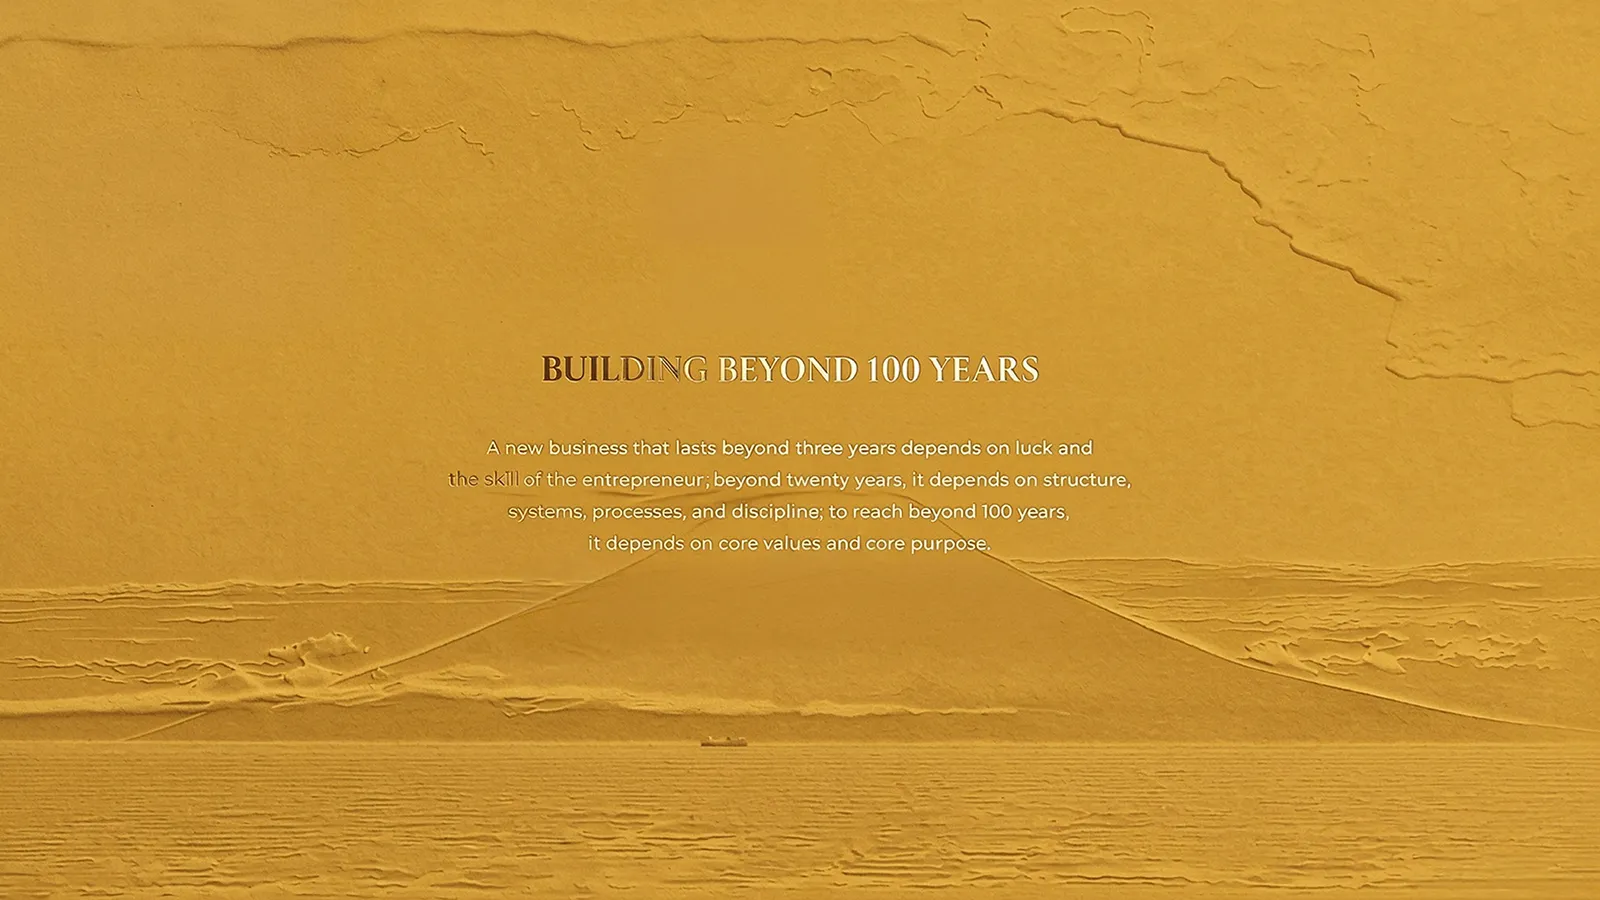 BUILDING BEYOND 100 YEARS
A new business that lasts beyond three years depends on luck and
the skill of the entrepreneur; beyond twenty years, it depends on structure,
systems, processes, and discipline; to reach beyond 100 years,
it depends on core values and core purpose.